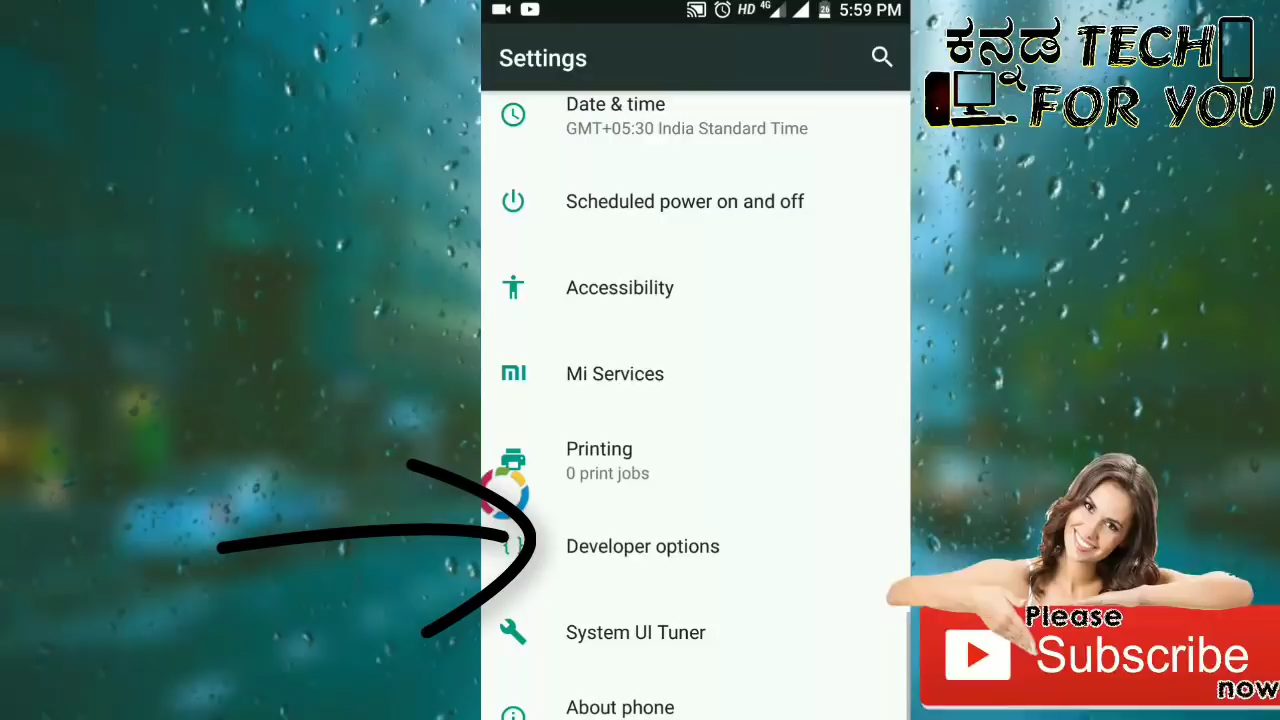 HD 4G 26 5:59 PM
Settings
Date & time
GMT+05:30 India Standard Time
Scheduled power on and off
Accessibility
Mi Services
Printing
0 print jobs
Developer options
System UI Tuner
About phone
ಕನ್ನಡ TECH
FOR YOU
Please
Subscribe
now